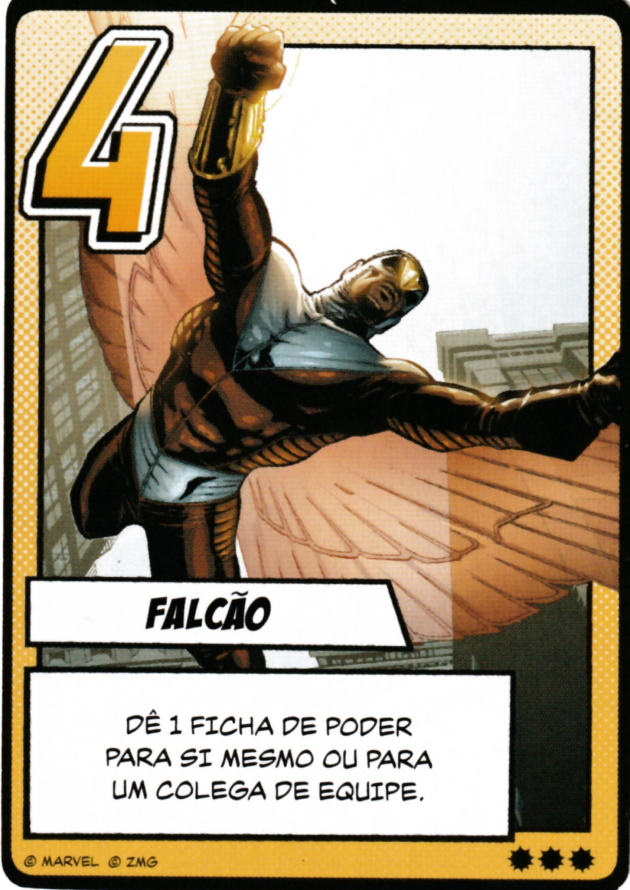 4
FALCÃO
DÊ 1 FICHA DE PODER
PARA SI MESMO OU PARA
UM COLEGA DE EQUIPE.
© MARVEL © ZMG